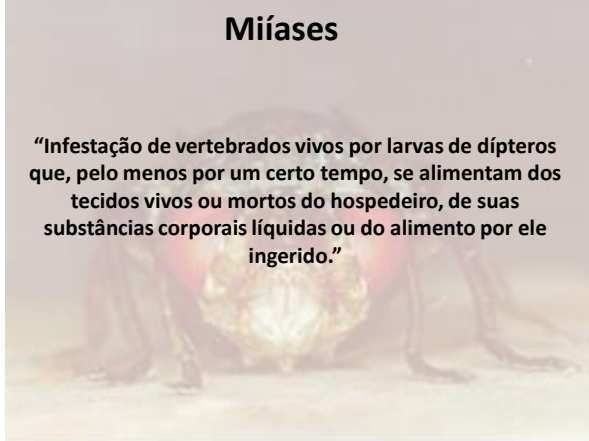 Miíases
“Infestação de vertebrados vivos por larvas de dípteros
que, pelo menos por um certo tempo, se alimentam dos
tecidos vivos ou mortos do hospedeiro, de suas
substâncias corporais líquidas ou do alimento por ele
ingerido.”